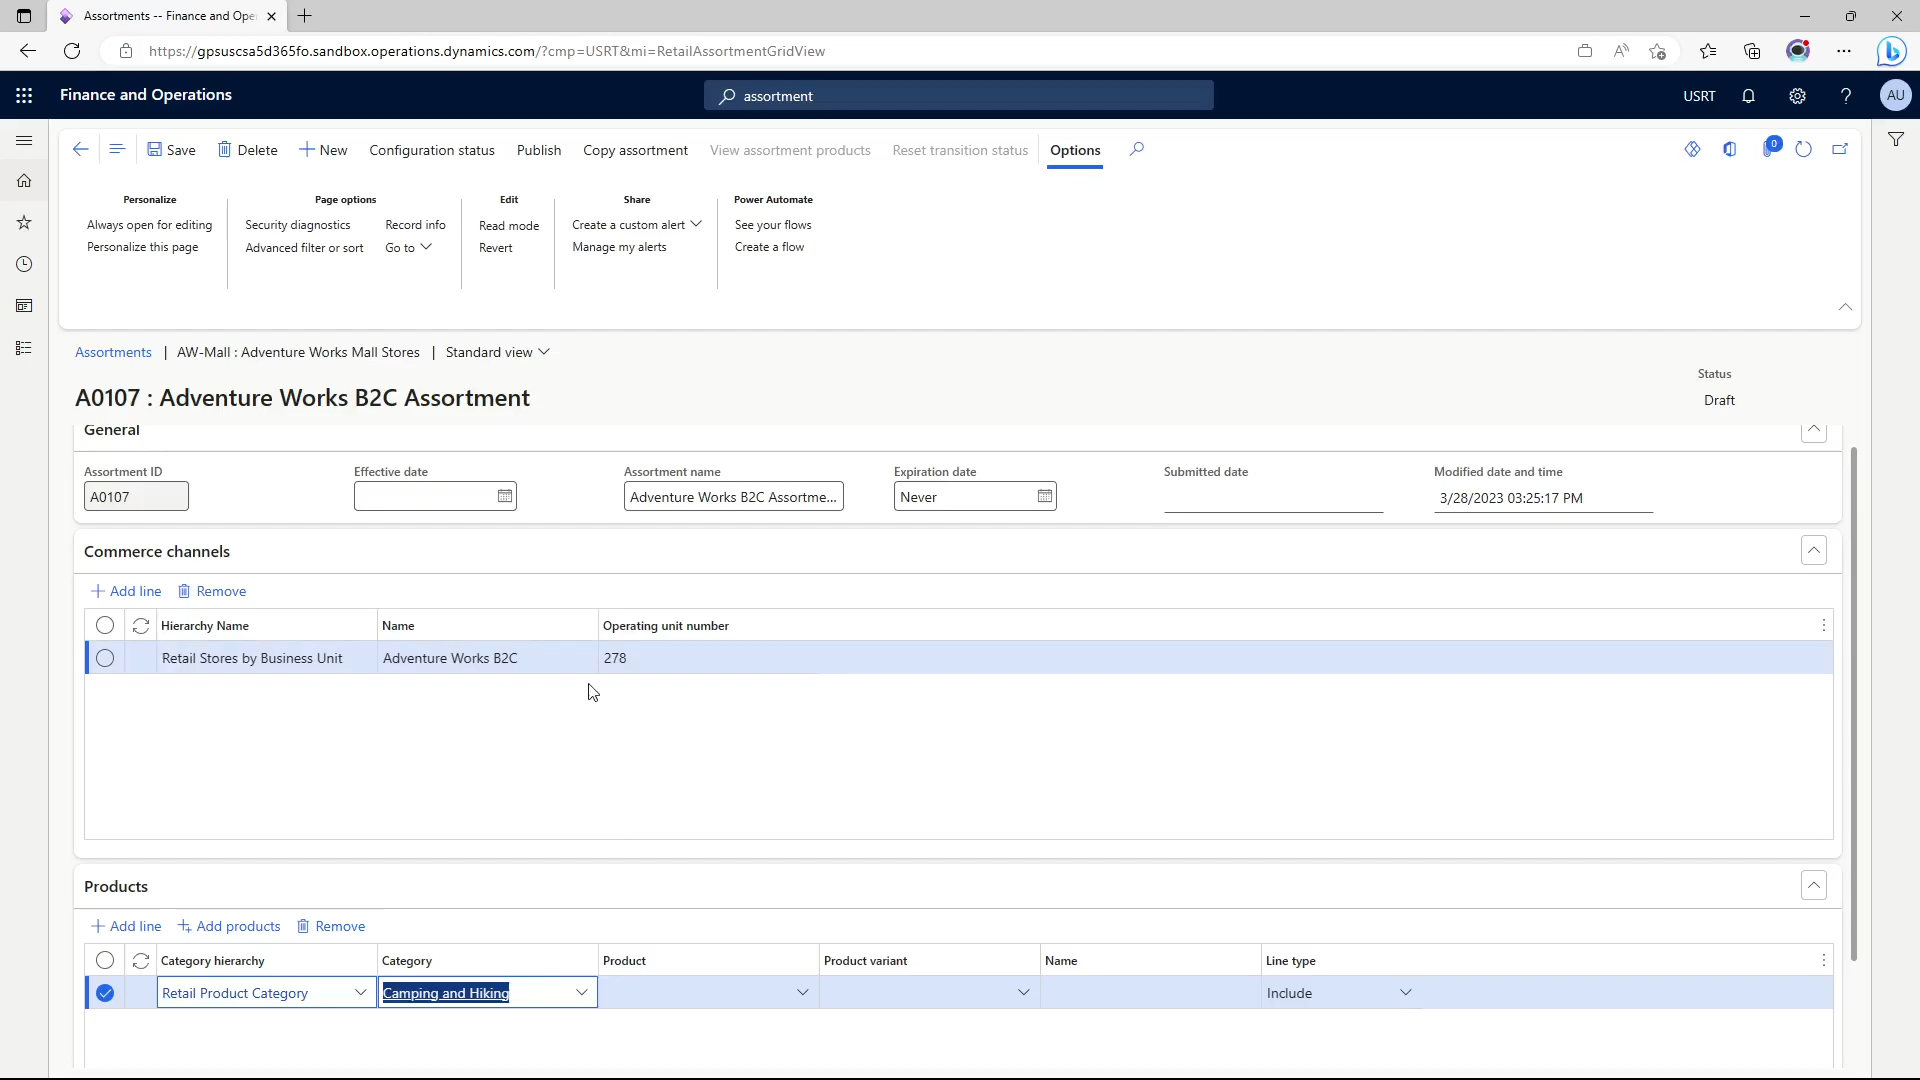 Assortments -- Finance and Ope
https://gpsuscsa5d365fo.sandbox.operations.dynamics.com/?cmp=USRT&mi=RetailAssortmentGridView
Finance and Operations
assortment
USRT
AU
Save
Delete
New
Configuration status
Publish
Copy assortment
View assortment products
Reset transition status
Options
0
Personalize
Page options
Edit
Share
Power Automate
Always open for editing
Security diagnostics
Record info
Read mode
Create a custom alert
See your flows
Personalize this page
Advanced filter or sort
Go to
Revert
Manage my alerts
Create a flow
Assortments | AW-Mall : Adventure Works Mall Stores | Standard view
Status
A0107 : Adventure Works B2C Assortment
Draft
General
Assortment ID
Effective date
Assortment name
Expiration date
Submitted date
Modified date and time
A0107
Adventure Works B2C Assortme...
Never
3/28/2023 03:25:17 PM
Commerce channels
Add line
Remove
Hierarchy Name
Name
Operating unit number
Retail Stores by Business Unit
Adventure Works B2C
278
Products
Add line
Add products
Remove
Category hierarchy
Category
Product
Product variant
Name
Line type
Retail Product Category
Camping and Hiking
Include